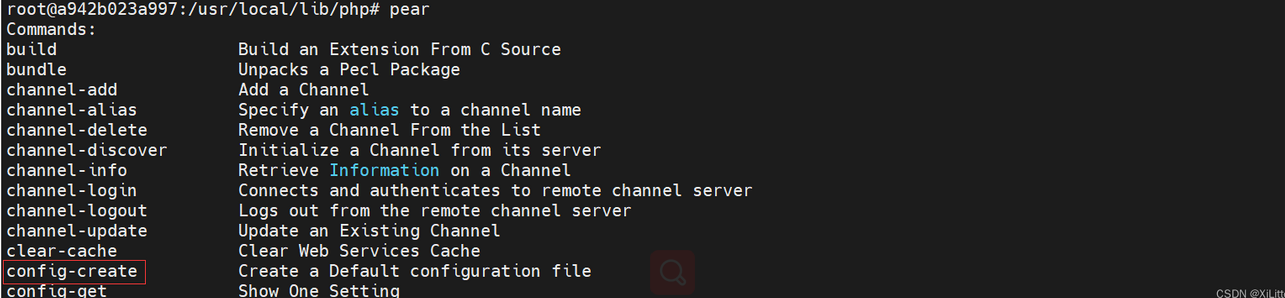 root@a942b023a997:/usr/local/lib/php# pear
Commands:
build                  Build an Extension From C Source
bundle                 Unpacks a Pecl Package
channel-add            Add a Channel
channel-alias          Specify an alias to a channel name
channel-delete         Remove a Channel From the List
channel-discover       Initialize a Channel from its server
channel-info           Retrieve Information on a Channel
channel-login          Connects and authenticates to remote channel server
channel-logout         Logs out from the remote channel server
channel-update         Update an Existing Channel
clear-cache            Clear Web Services Cache
config-create          Create a Default configuration file
config-get             Show One Setting
CSDN @XiLitter